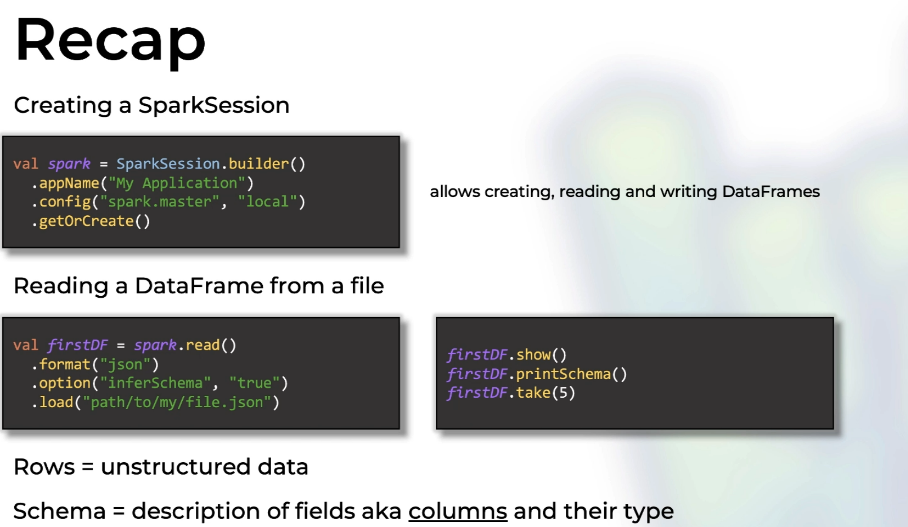 Recap
Creating a SparkSession
val spark = SparkSession.builder()
.appName("My Application")
.config("spark.master", "local")
.getOrCreate()
allows creating, reading and writing DataFrames
Reading a DataFrame from a file
val firstDF = spark.read()
.format("json")
.option("inferSchema", "true")
.load("path/to/my/file.json")
firstDF.show()
firstDF.printSchema()
firstDF.take(5)
Rows = unstructured data
Schema = description of fields aka columns and their type